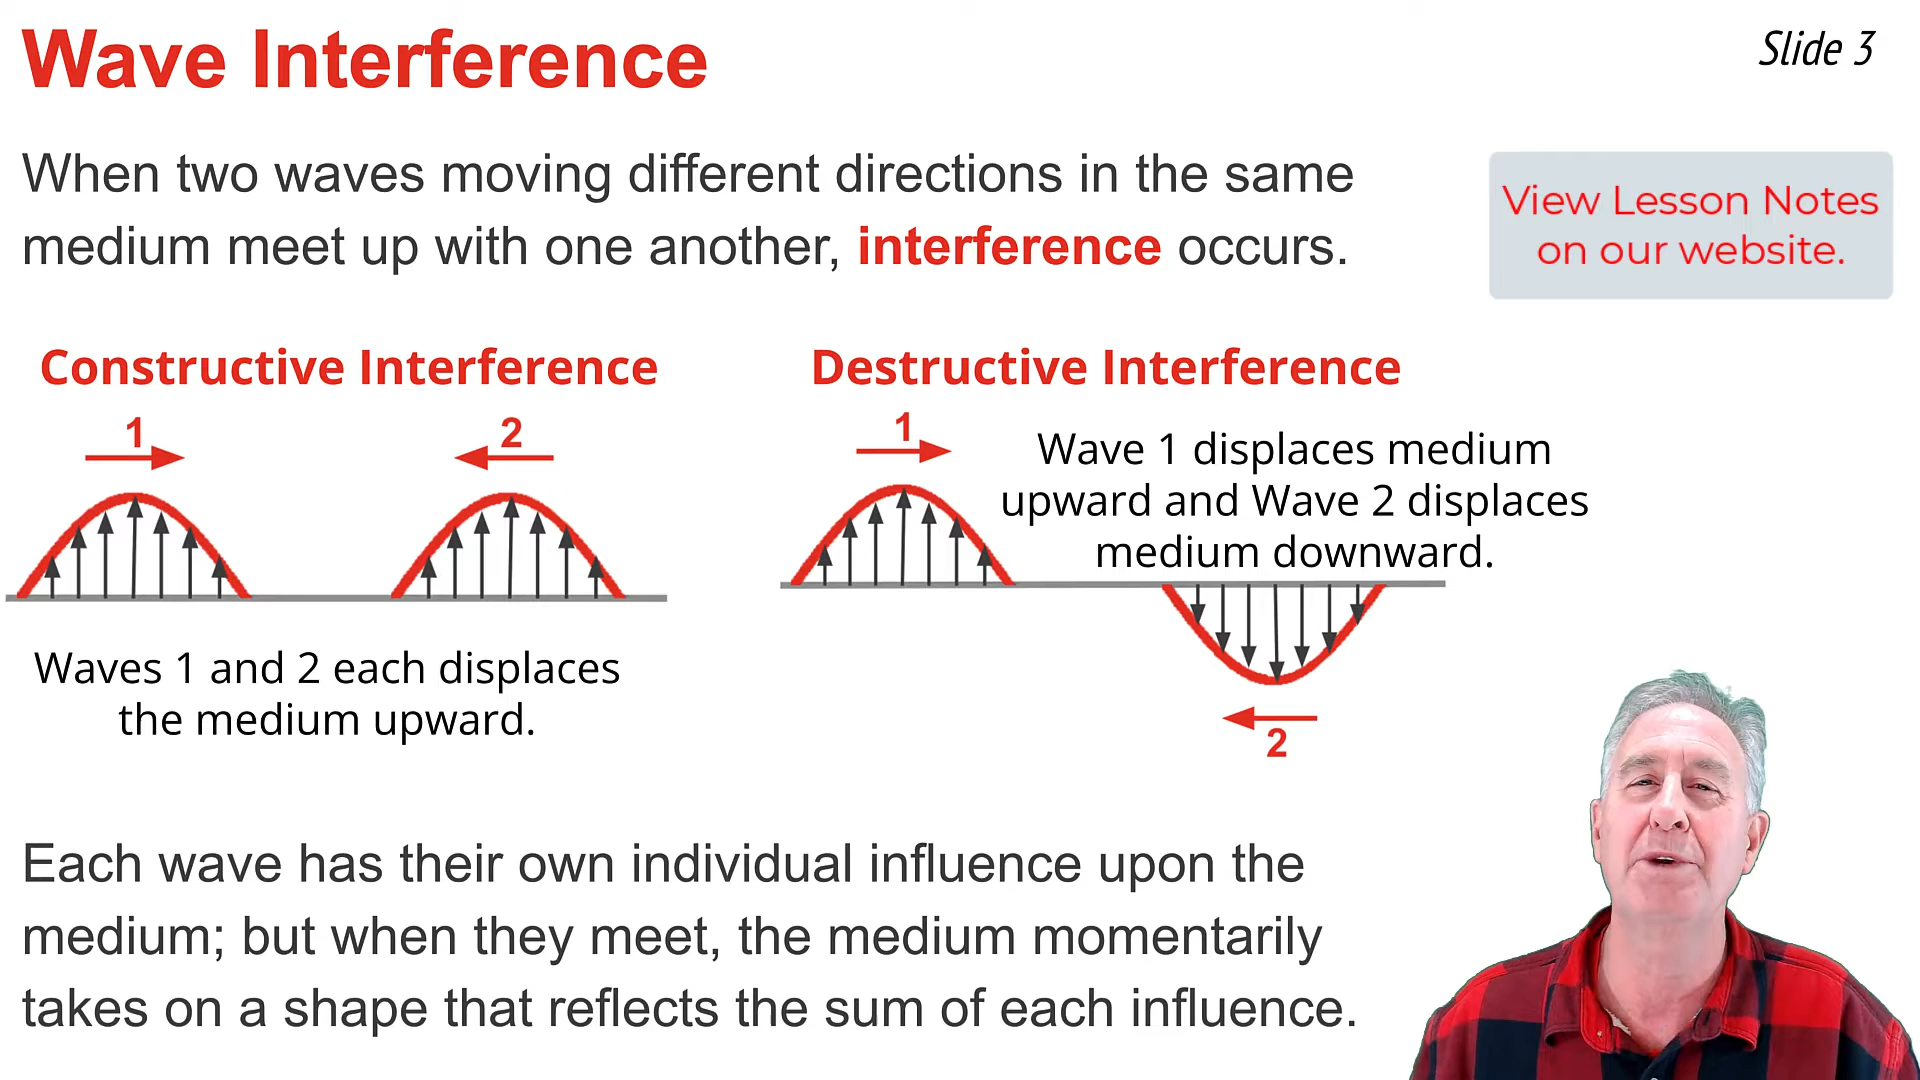 Wave Interference
Slide 3
When two waves moving different directions in the same
medium meet up with one another, interference occurs.
View Lesson Notes
on our website.
Constructive Interference
1
2
Waves 1 and 2 each displaces
the medium upward.
Destructive Interference
1
Wave 1 displaces medium
upward and Wave 2 displaces
medium downward.
2
Each wave has their own individual influence upon the
medium; but when they meet, the medium momentarily
takes on a shape that reflects the sum of each influence.